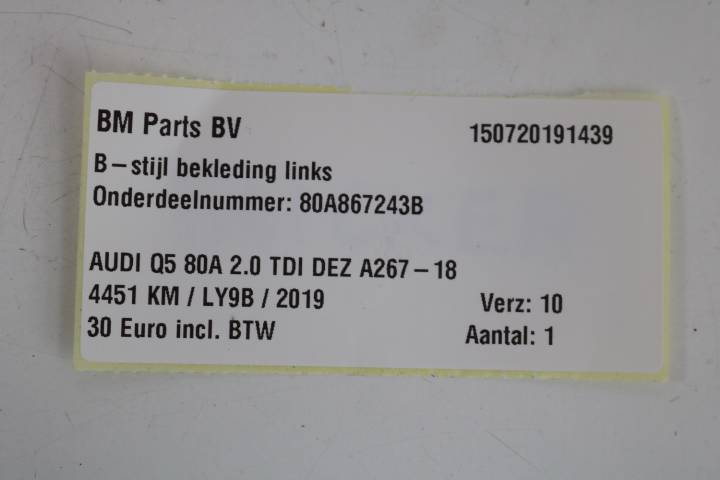 BM Parts BV 150720191439
B-stijl bekleding links
Onderdeelnummer: 80A867243B
AUDI Q5 80A 2.0 TDI DEZ A267-18
4451 KM / LY9B / 2019 Verz: 10
30 Euro incl. BTW Aantal: 1